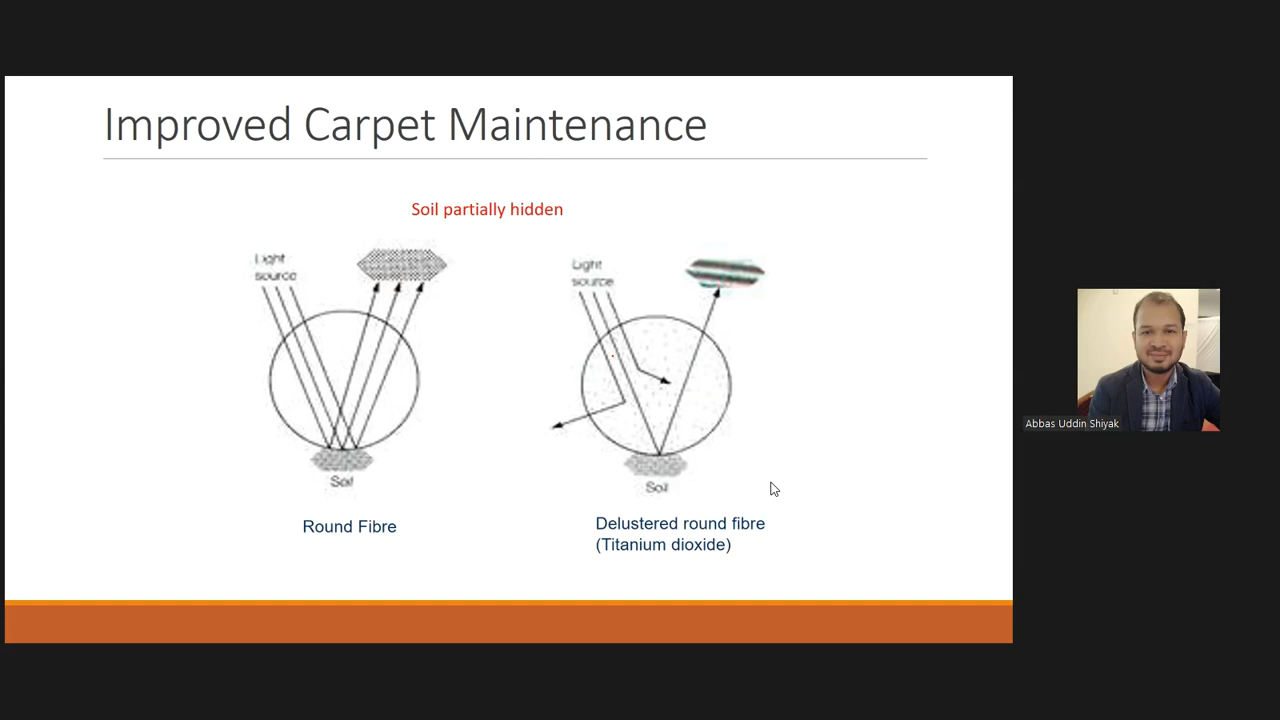 Improved Carpet Maintenance
Soil partially hidden
Light
source
Light
source
Soil
Soil
Round Fibre
Delustered round fibre
(Titanium dioxide)
Abbas Uddin Shiyak